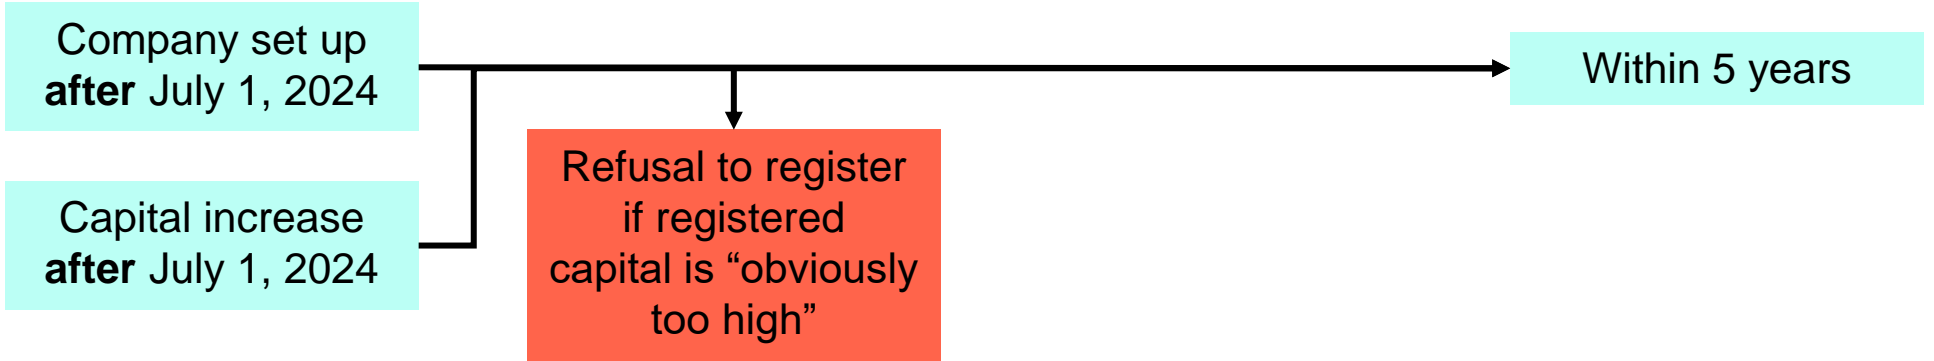 Company set up
after July 1, 2024
Within 5 years
Refusal to register
if registered
capital is “obviously
too high”
Capital increase
after July 1, 2024